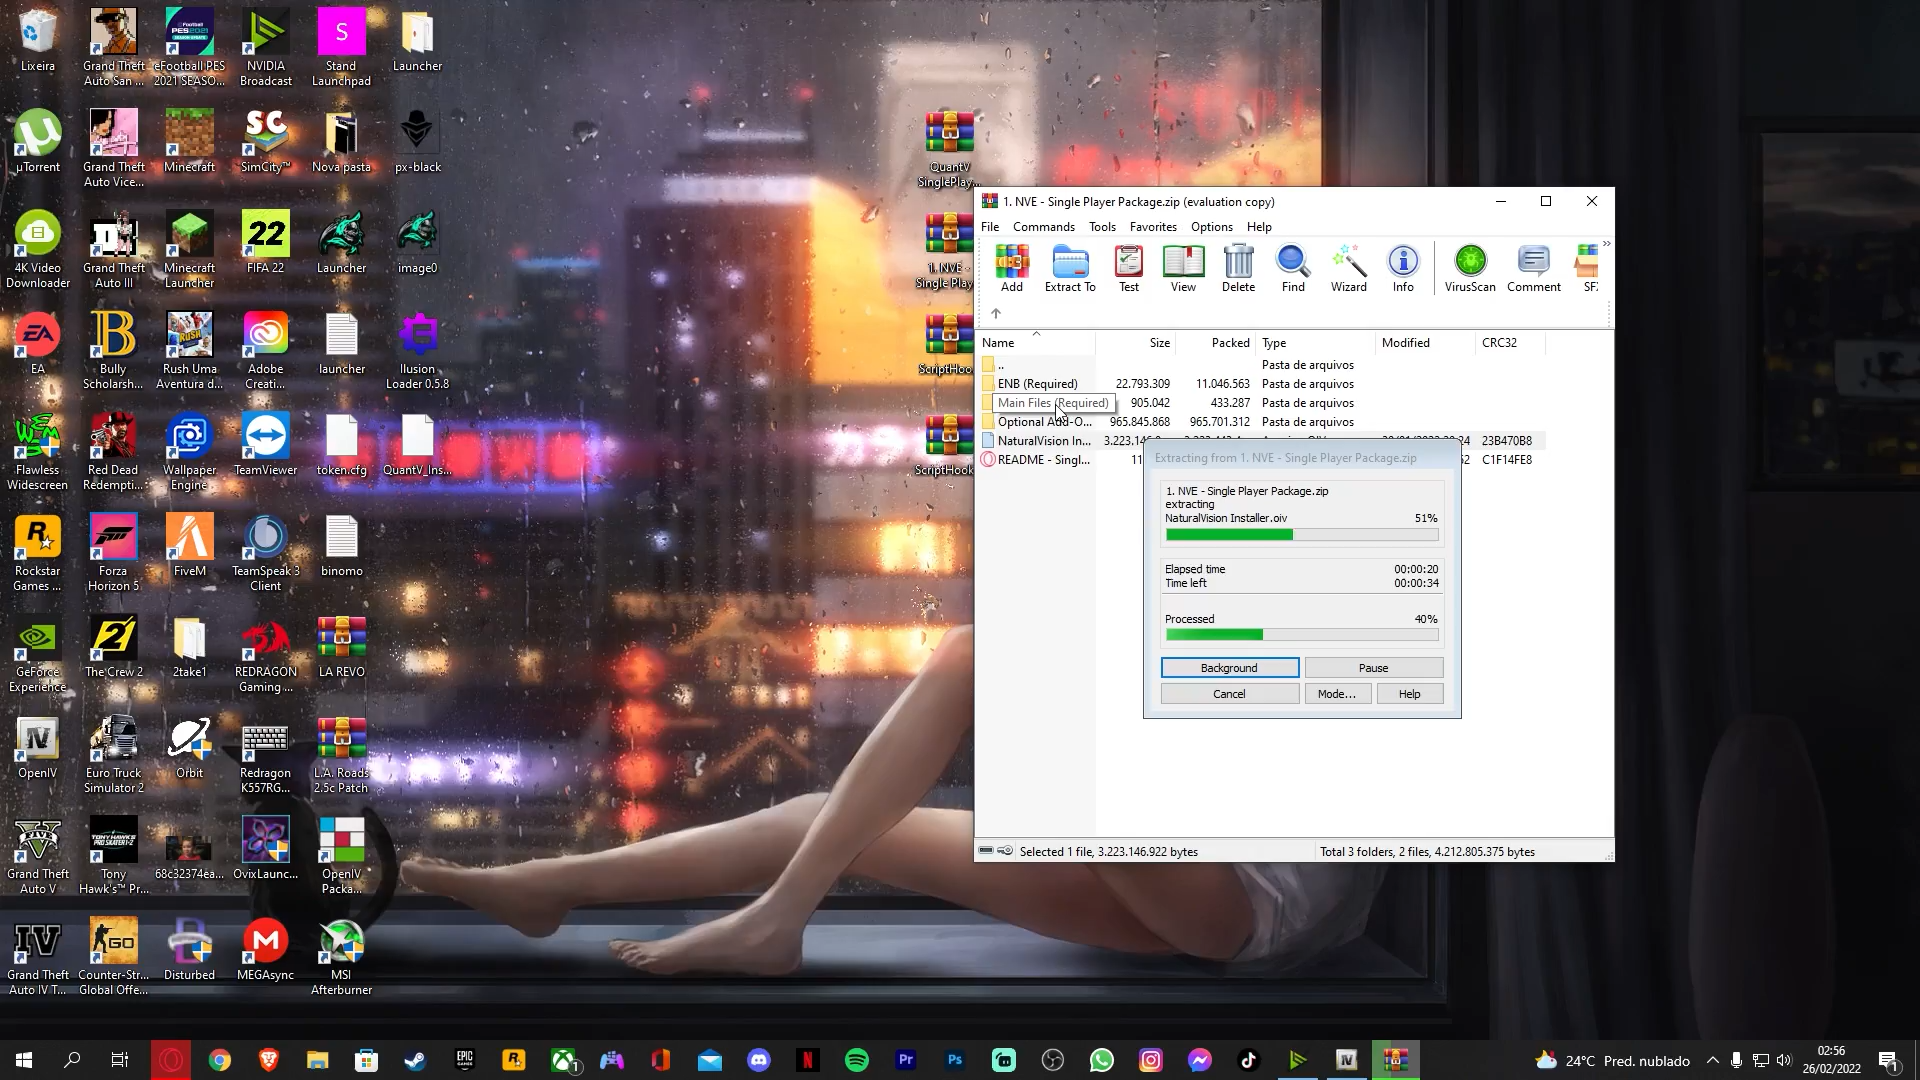 Lixeira
Grand Theft
Auto San ...
eFootball PES
2021 SEASO...
NVIDIA
Broadcast
S
Stand
Launchpad
Launcher
µTorrent
Grand Theft
Auto Vice...
Minecraft
SC
SimCity™
Nova pasta
px-black
4K Video
Downloader
Grand Theft
Auto III
Minecraft
Launcher
22
FIFA 22
Launcher
image0
EA
EA
Bully
Scholarsh...
Rush Uma
Aventura d...
Adobe
Creati...
launcher
Ilusion
Loader 0.5.8
Flawless
Widescreen
Red Dead
Redempti...
Wallpaper
Engine
TeamViewer
token.cfg
QuantV_Ins...
Rockstar
Games ...
Forza
Horizon 5
FiveM
TeamSpeak 3
Client
binomo
GeForce
Experience
The Crew 2
2take1
REDRAGON
Gaming ...
LA REVO
OpenIV
Euro Truck
Simulator 2
Orbit
Redragon
K557RG...
L.A. Roads
2.5c Patch
Grand Theft
Auto V
Tony
Hawk's™ Pr...
68c32374ea...
OvixLaunc...
OpenIV
Packa...
IV
Grand Theft
Auto IV T...
GO
Counter-Str...
Global Offe...
Disturbed
M
MEGAsync
MSI
Afterburner
QuantV
SinglePlay...
1. NVE -
Single Play
ScriptHoo
ScriptHook
1. NVE - Single Player Package.zip (evaluation copy)
File Commands Tools Favorites Options Help
Add Extract To Test View Delete Find Wizard Info VirusScan Comment SF
Name Size Packed Type Modified CRC32
.. Pasta de arquivos
ENB (Required) 22.793.309 11.046.563 Pasta de arquivos
Main Files (Required) 905.042 433.287 Pasta de arquivos
Optional Add-O... 965.845.868 965.701.312 Pasta de arquivos
NaturalVision In... 23B470B8
README - Singl... C1F14FE8
Extracting from 1. NVE - Single Player Package.zip
1. NVE - Single Player Package.zip
extracting
NaturalVision Installer.oiv 51%
Elapsed time 00:00:20
Time left 00:00:34
Processed 40%
Background Pause
Cancel Mode... Help
Selected 1 file, 3.223.146.922 bytes Total 3 folders, 2 files, 4.212.805.375 bytes
24°C Pred. nublado
02:56
26/02/2022